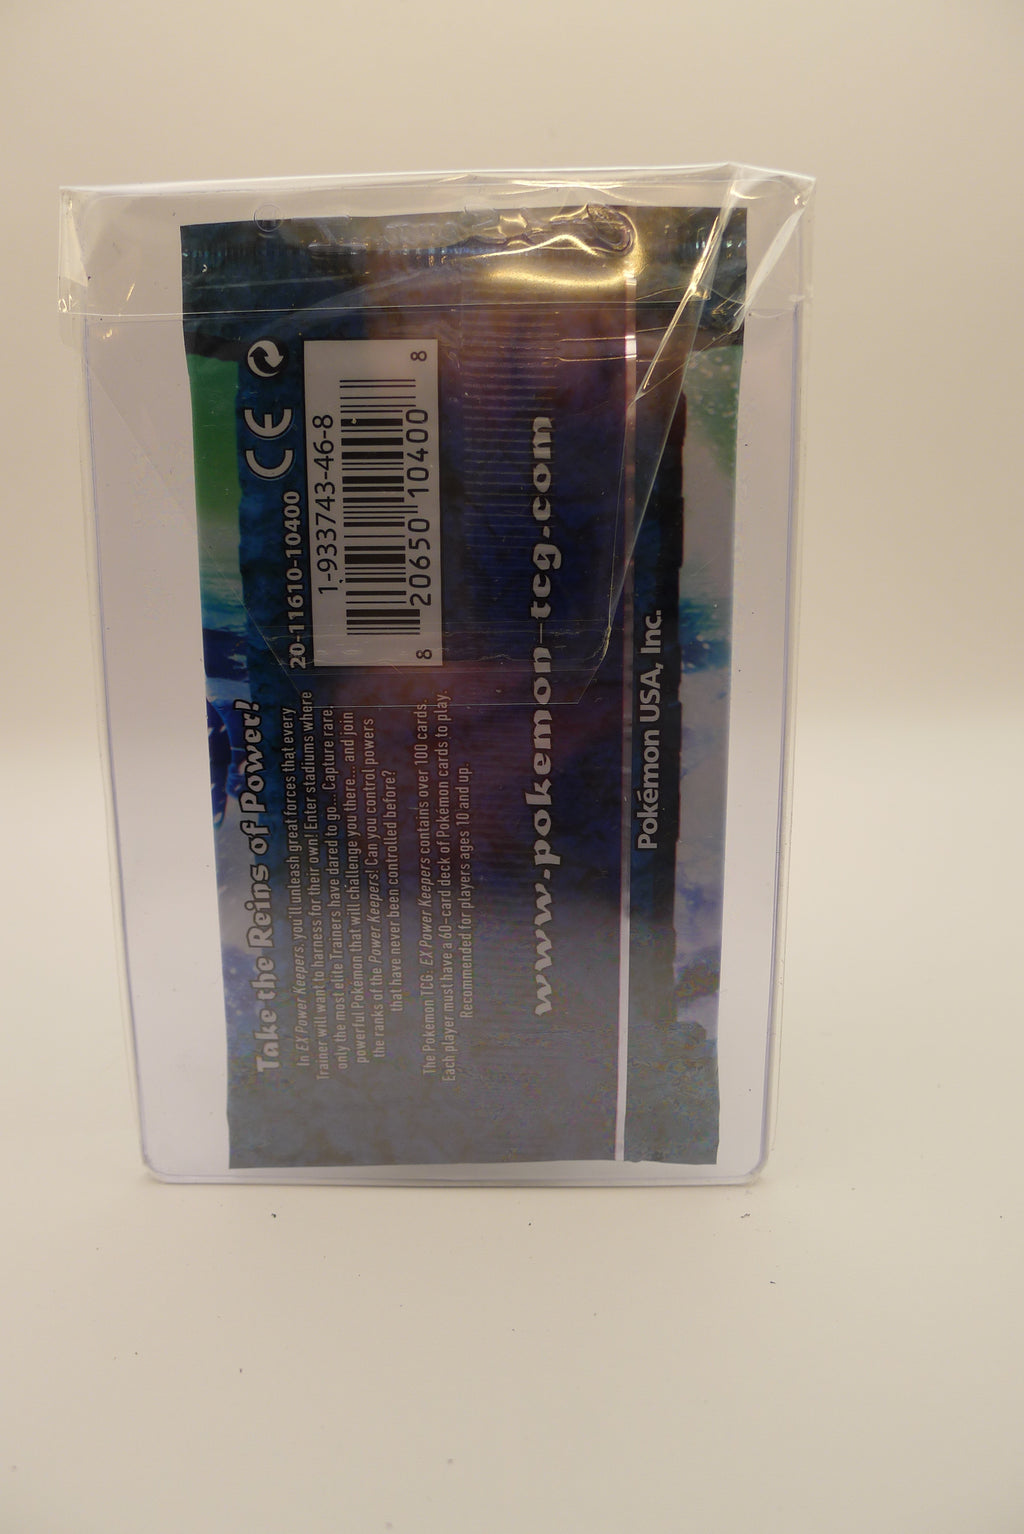 Take the Reins of Power!
In EX Power Keepers, you'll unleash great forces that every
Trainer will want to harness for their own! Enter stadiums where
only the most elite Trainers have dared to go... Capture rare,
powerful Pokémon that will challenge you there... and join
the ranks of the Power Keepers! Can you control powers
that have never been controlled before?
The Pokémon TCG: EX Power Keepers contains over 100 cards.
Each player must have a 60-card deck of Pokémon cards to play.
Recommended for players ages 10 and up.
20-11610-10400
CE
1-933743-46-8
8 20650 10400 8
www.pokemon-tcg.com
Pokémon USA, Inc.